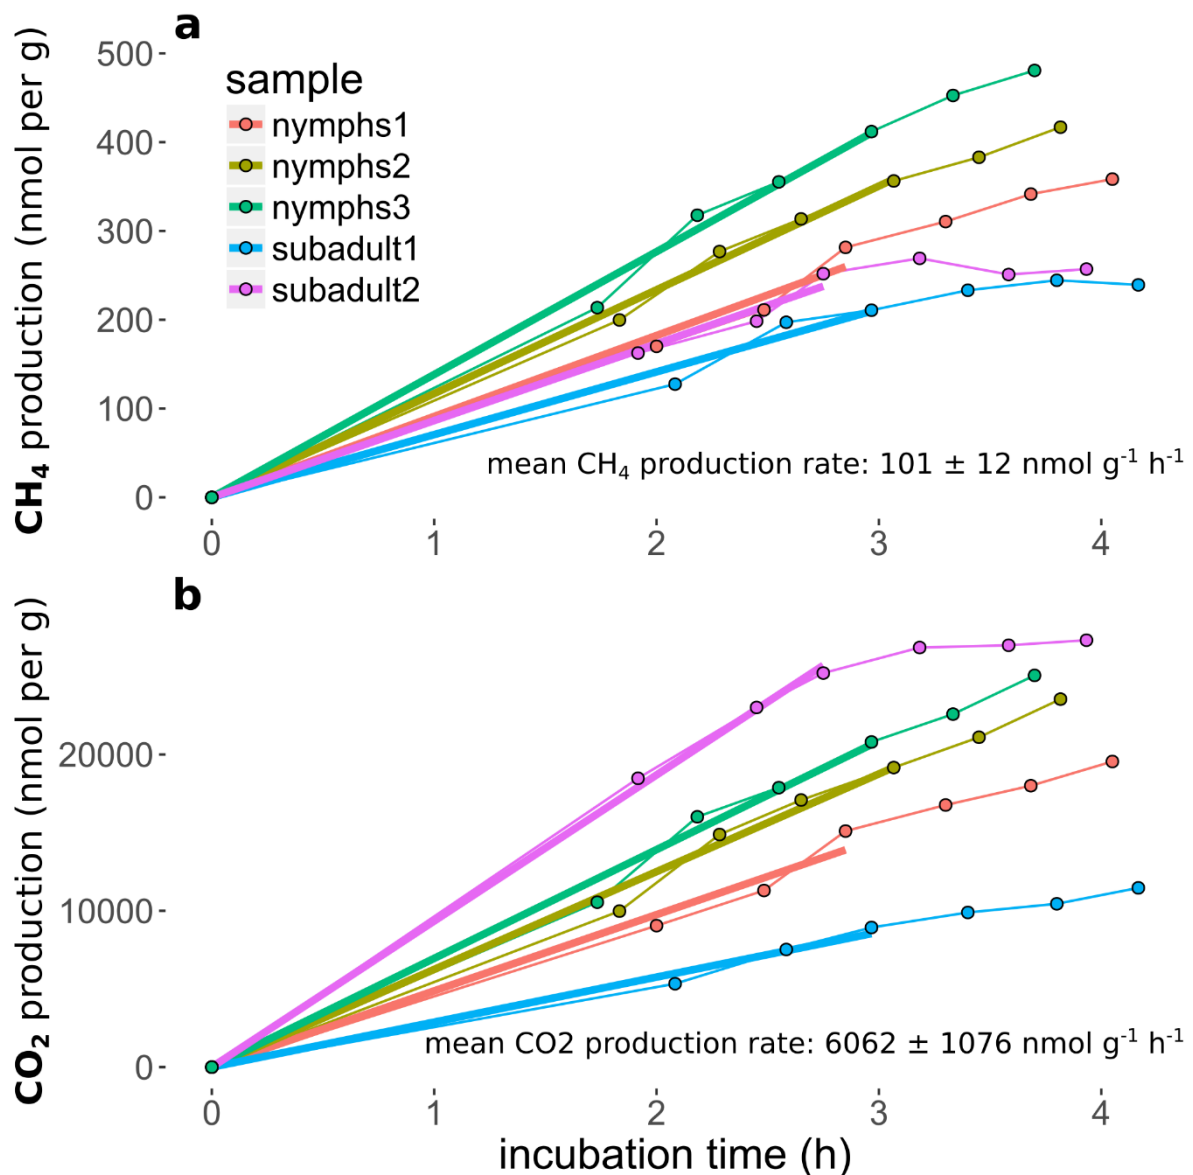 a
CH₄ production (nmol per g)
500
400
300
200
100
0
sample
nymphs1
nymphs2
nymphs3
subadult1
subadult2
mean CH₄ production rate: 101 ± 12 nmol g⁻¹ h⁻¹
0 1 2 3 4
b
CO₂ production (nmol per g)
20000
10000
0
mean CO2 production rate: 6062 ± 1076 nmol g⁻¹ h⁻¹
0 1 2 3 4
incubation time (h)